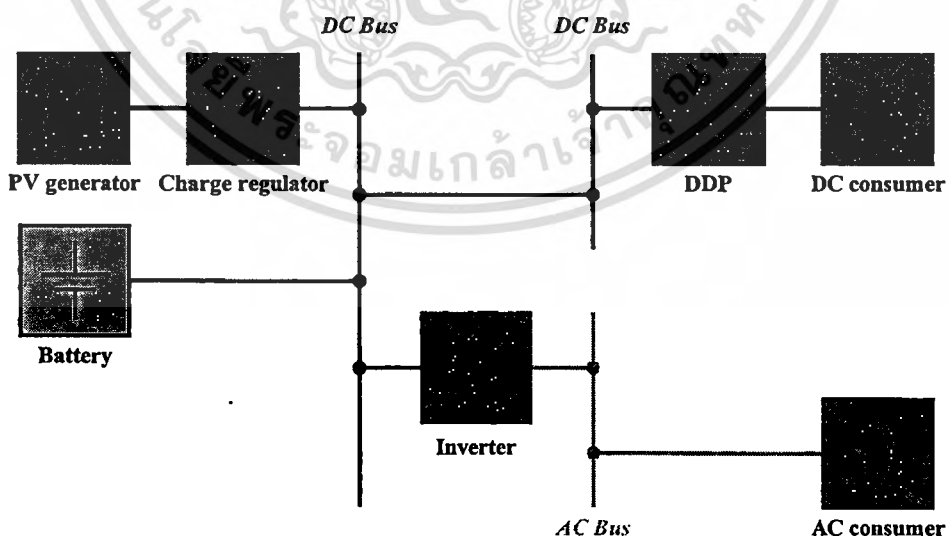 DC Bus
DC Bus
PV generator
Charge regulator
DDP
DC consumer
Battery
Inverter
AC Bus
AC consumer